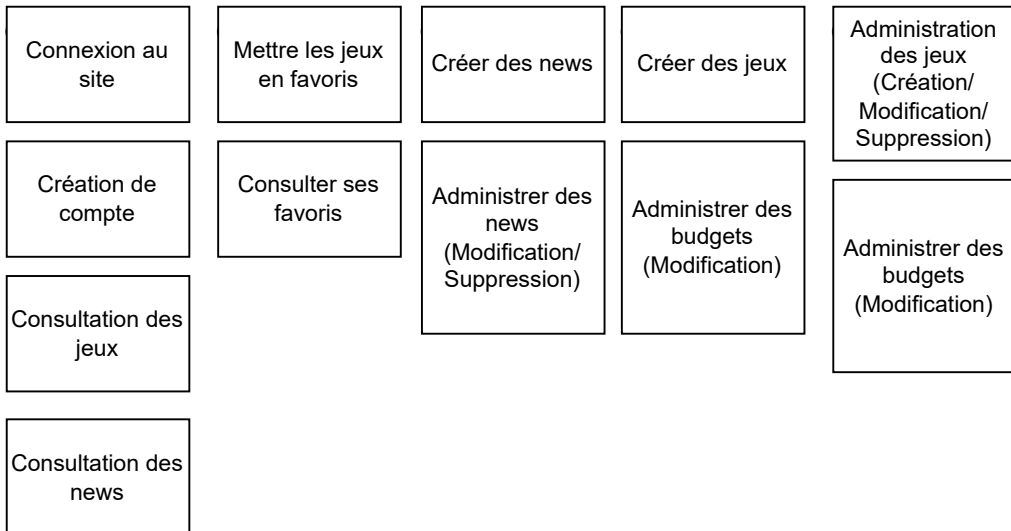 Connexion au
site
Mettre les jeux
en favoris
Créer des news
Créer des jeux
Administration
des jeux
(Création/
Modification/
Suppression)
Création de
compte
Consulter ses
favoris
Administrer des
news
(Modification/
Suppression)
Administrer des
budgets
(Modification)
Administrer des
budgets
(Modification)
Consultation des
jeux
Consultation des
news